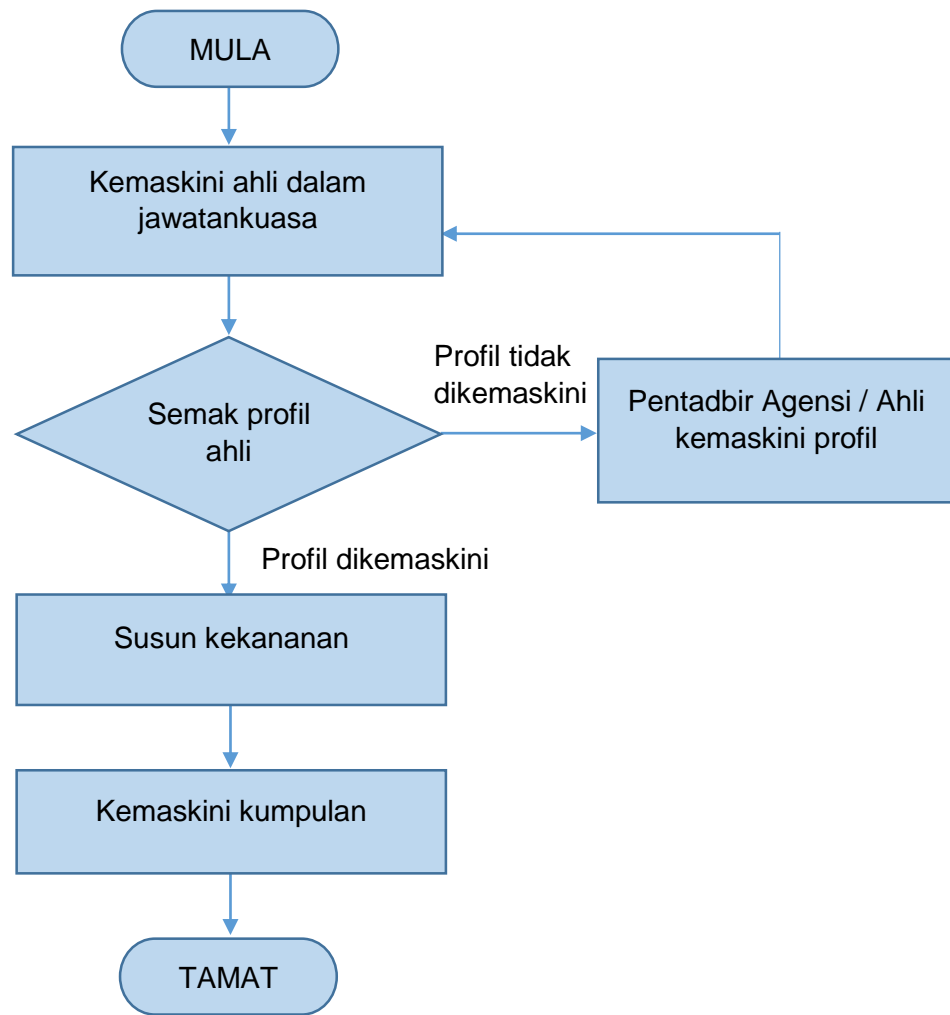 MULA
Kemaskini ahli dalam
jawatankuasa
Profil tidak
dikemaskini
Semak profil
ahli
Pentadbir Agensi / Ahli
kemaskini profil
Profil dikemaskini
Susun kekananan
Kemaskini kumpulan
TAMAT